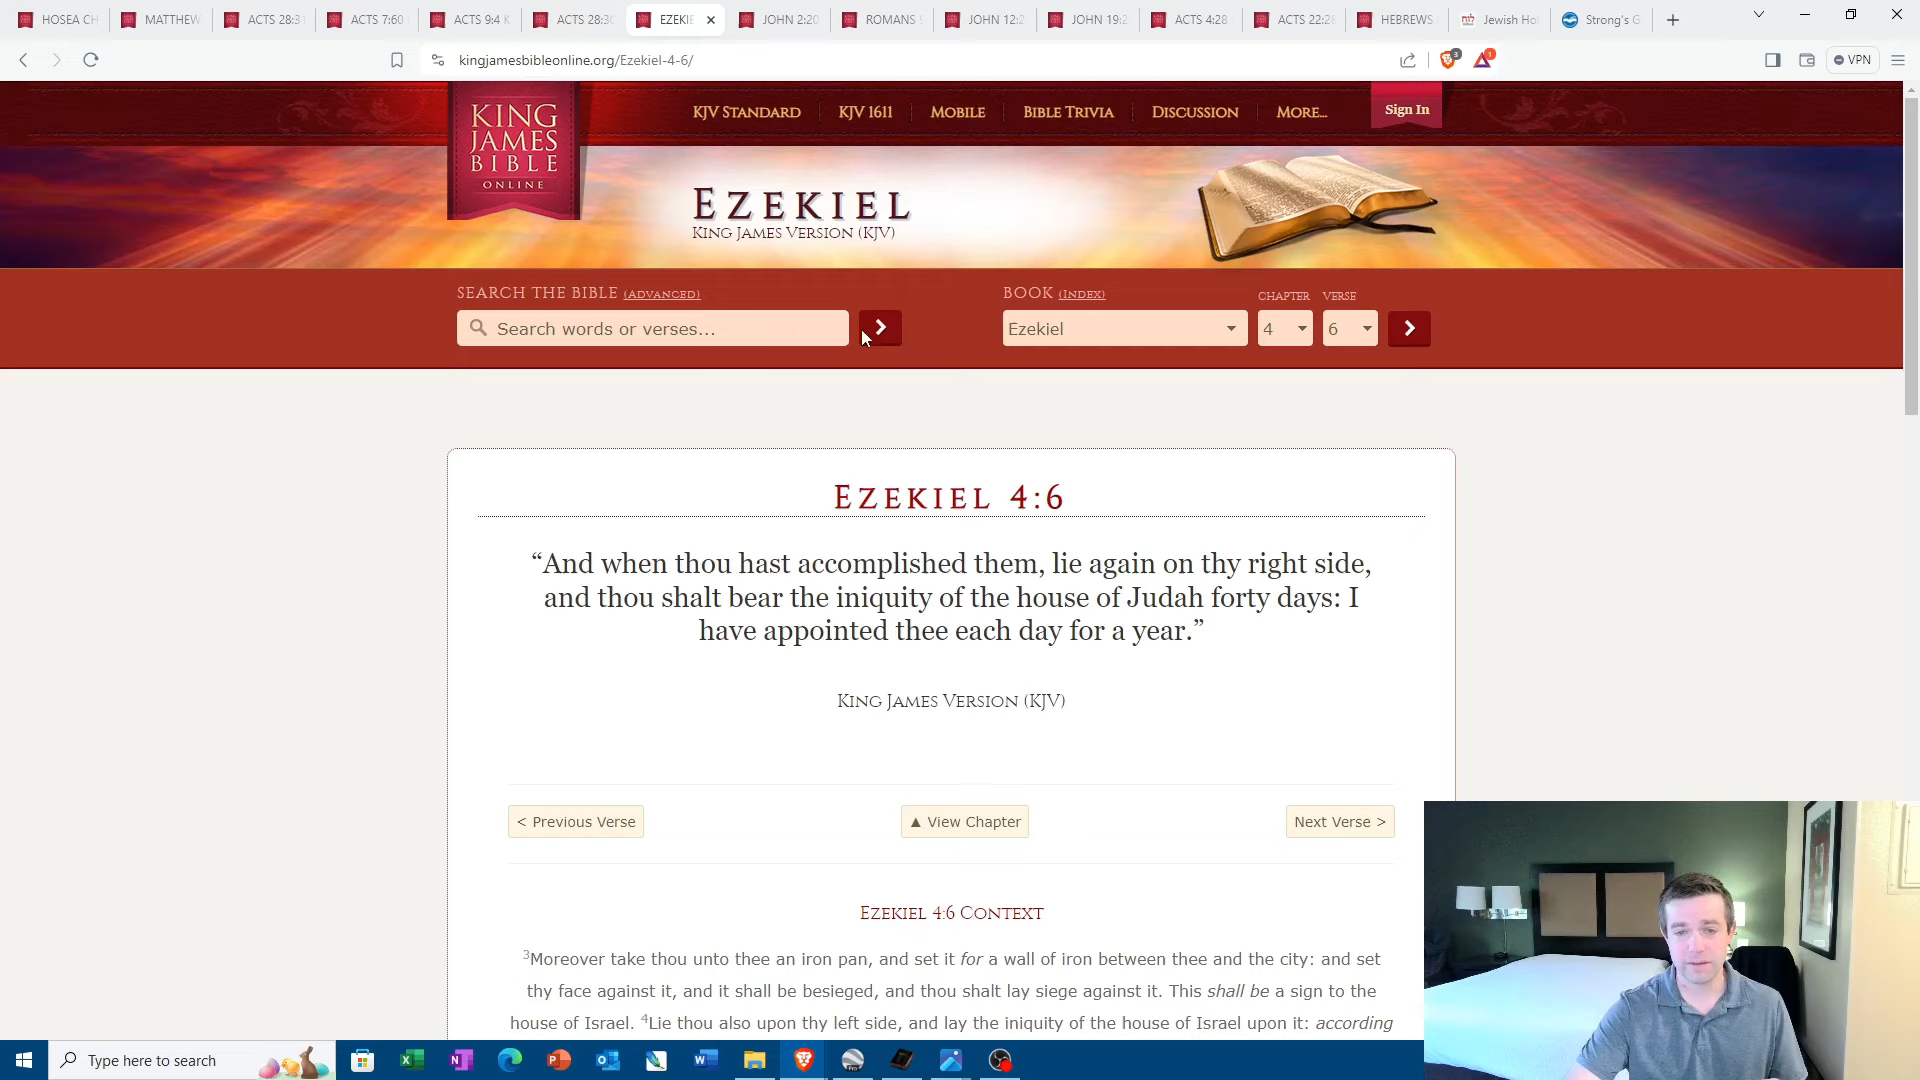 HOSEA CH
MATTHEW
ACTS 28:31
ACTS 7:60
ACTS 9:4 K
ACTS 28:30
EZEKIE
JOHN 2:20
ROMANS
JOHN 12:2
JOHN 19:2
ACTS 4:28
ACTS 22:28
HEBREWS
Jewish Ho
Strong's G
kingjamesbibleonline.org/Ezekiel-4-6/
3
1
VPN
KING
JAMES
BIBLE
ONLINE
KJV STANDARD
KJV 1611
MOBILE
BIBLE TRIVIA
DISCUSSION
MORE...
Sign In
EZEKIEL
KING JAMES VERSION (KJV)
SEARCH THE BIBLE (ADVANCED)
Search words or verses...
BOOK (INDEX)
CHAPTER
VERSE
Ezekiel
4
6
EZEKIEL 4:6
“And when thou hast accomplished them, lie again on thy right side,
and thou shalt bear the iniquity of the house of Judah forty days: I
have appointed thee each day for a year.”
KING JAMES VERSION (KJV)
< Previous Verse
▲ View Chapter
Next Verse >
EZEKIEL 4:6 CONTEXT
3Moreover take thou unto thee an iron pan, and set it for a wall of iron between thee and the city: and set
thy face against it, and it shall be besieged, and thou shalt lay siege against it. This shall be a sign to the
house of Israel. 4Lie thou also upon thy left side, and lay the iniquity of the house of Israel upon it: according
Type here to search